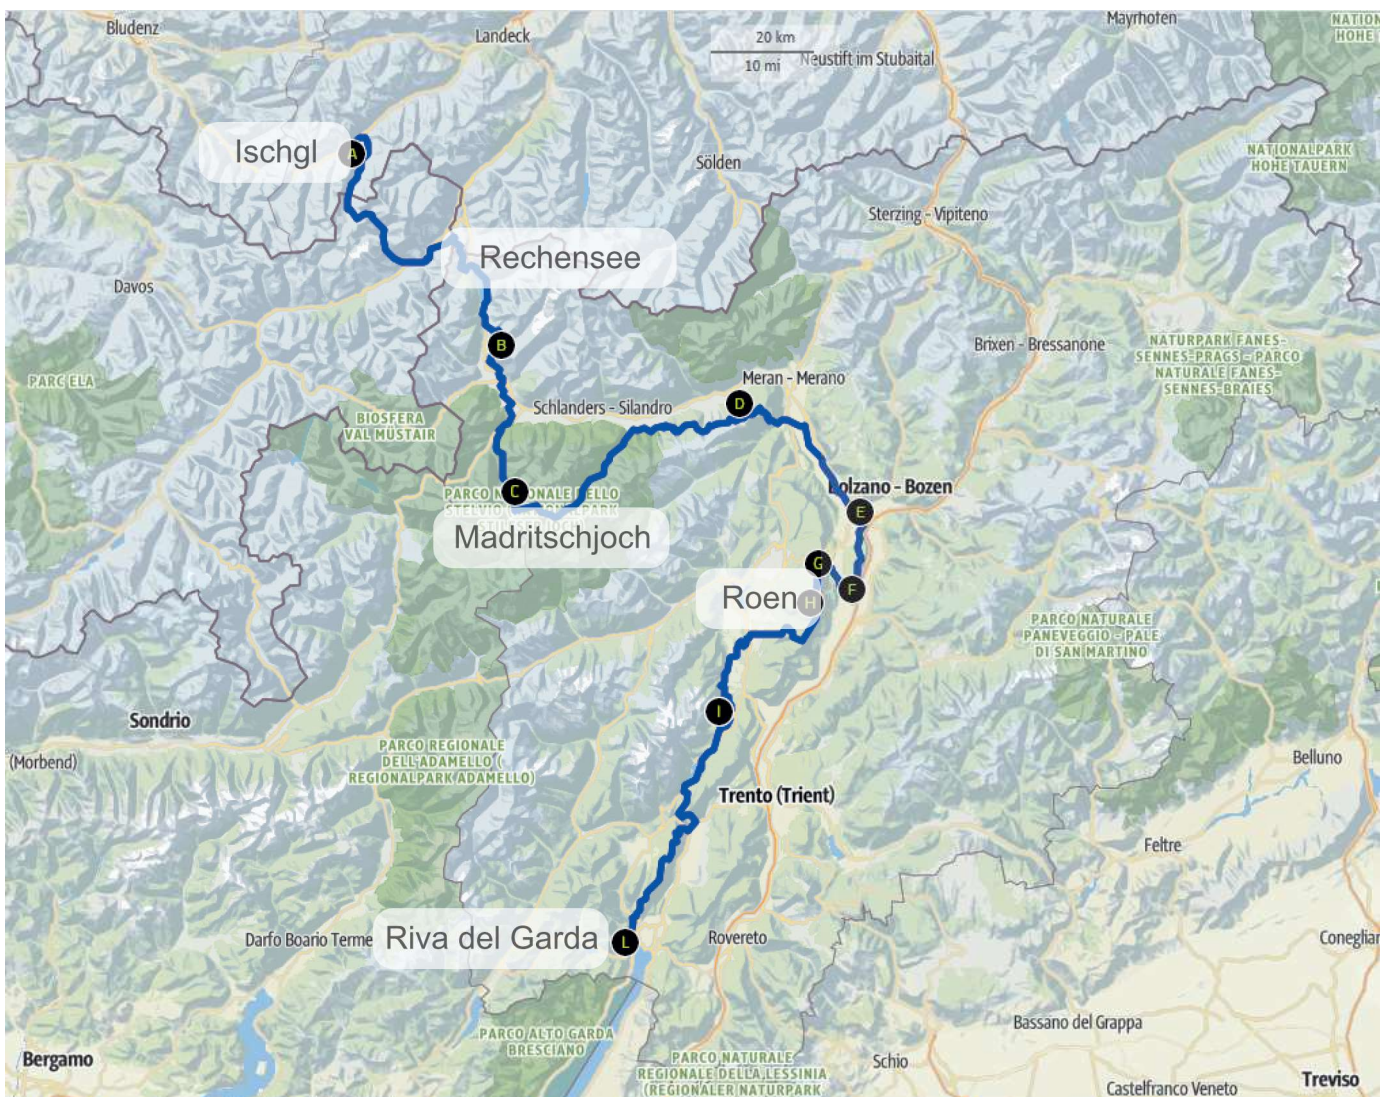 Bludenz
Landeck
Mayrhofen
20 km
10 mi
Neustift im Stubaital
NATION
HOHE T
Ischgl
A
Sölden
NATIONALPARK
HOHE TAUERN
Sterzing - Vipiteno
Rechensee
Davos
B
Brixen - Bressanone
NATURPARK FANES-
SENNES-PRAGS - PARCO
NATURALE FANES-
SENNES-BRAIES
PARC ELA
Meran - Merano
D
Schlanders - Silandro
BIOSFERA
VAL MÜSTAIR
C
PARCO NAZIONALE DELLO
Bolzano - Bozen
E
Madritschjoch
G
F
Roen
H
PARCO NATURALE
PANEVEGGIO - PALE
DI SAN MARTINO
I
Sondrio
(Morbend)
PARCO REGIONALE
DELL'ADAMELLO (
REGIONALPARK ADAMELLO)
Belluno
Trento (Trient)
Feltre
Darfo Boario Terme
Riva del Garda
L
Rovereto
Coneglian
PARCO ALTO GARDA
BRESCIANO
Bassano del Grappa
Bergamo
PARCO NATURALE
REGIONALE DELLA LESSINIA
(REGIONALER NATURPARK
Schio
Castelfranco Veneto
Treviso